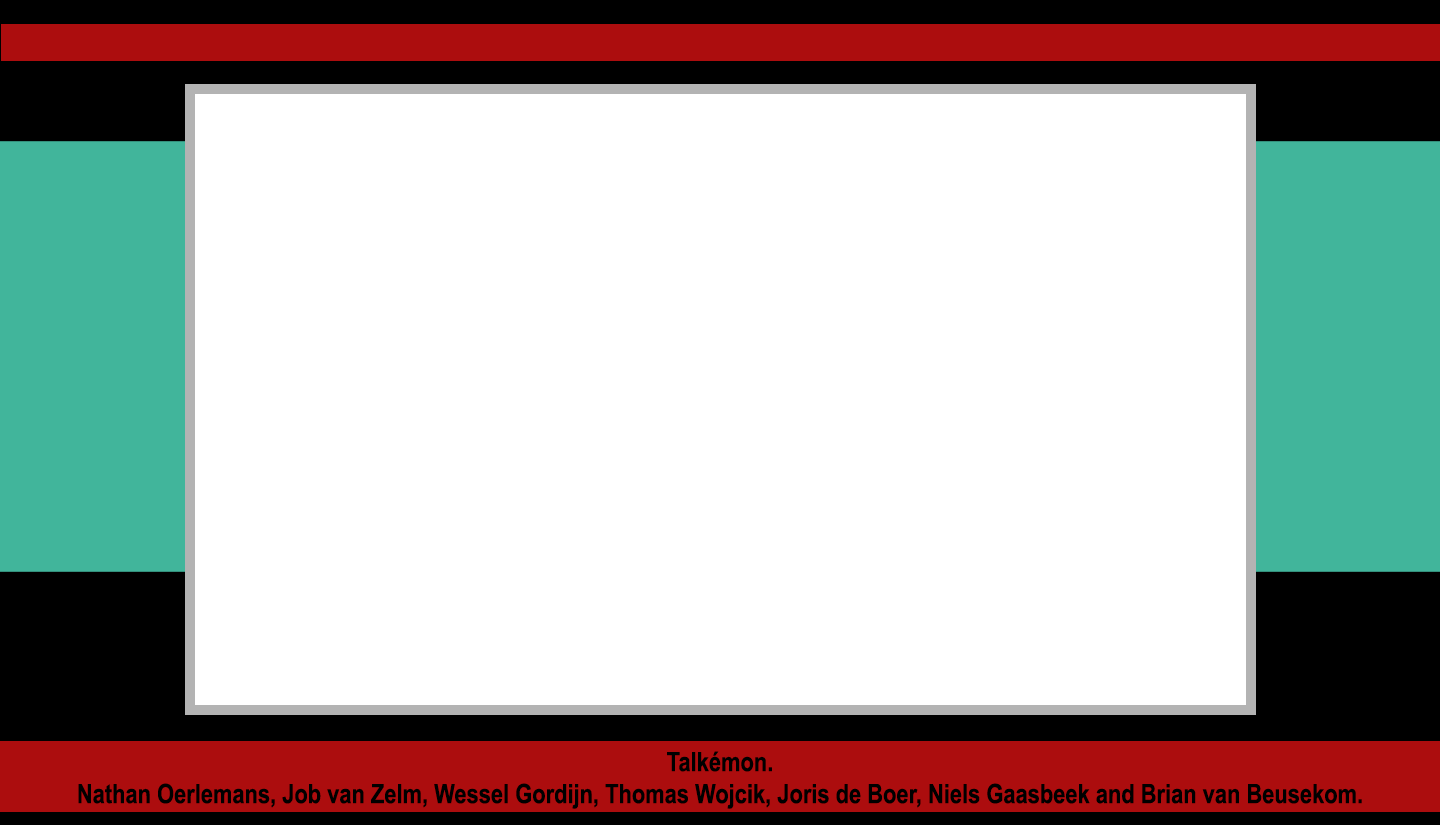 Talkémon.
Nathan Oerlemans, Job van Zelm, Wessel Gordijn, Thomas Wojcik, Joris de Boer, Niels Gaasbeek and Brian van Beusekom.